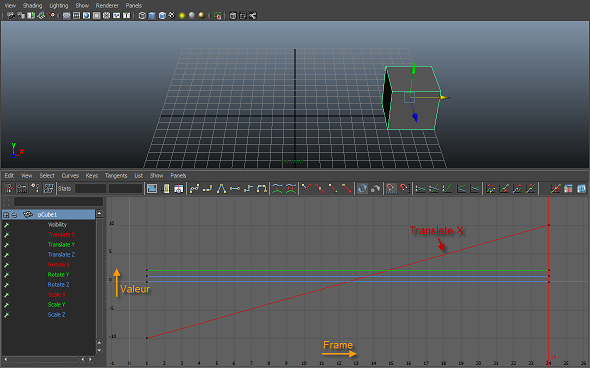 View Shading Lighting Show Renderer Panels
y
x
Edit View Select Curves Keys Tangents List Show Panels
Stats
pCube1
Visibility
Translate X
Translate Y
Translate Z
Rotate X
Rotate Y
Rotate Z
Scale X
Scale Y
Scale Z
10
5
0
-5
-10
Translate X
Valeur
Frame
-1 0 1 2 3 4 5 6 7 8 9 10 11 12 13 14 15 16 17 18 19 20 21 22 23 24 25 26